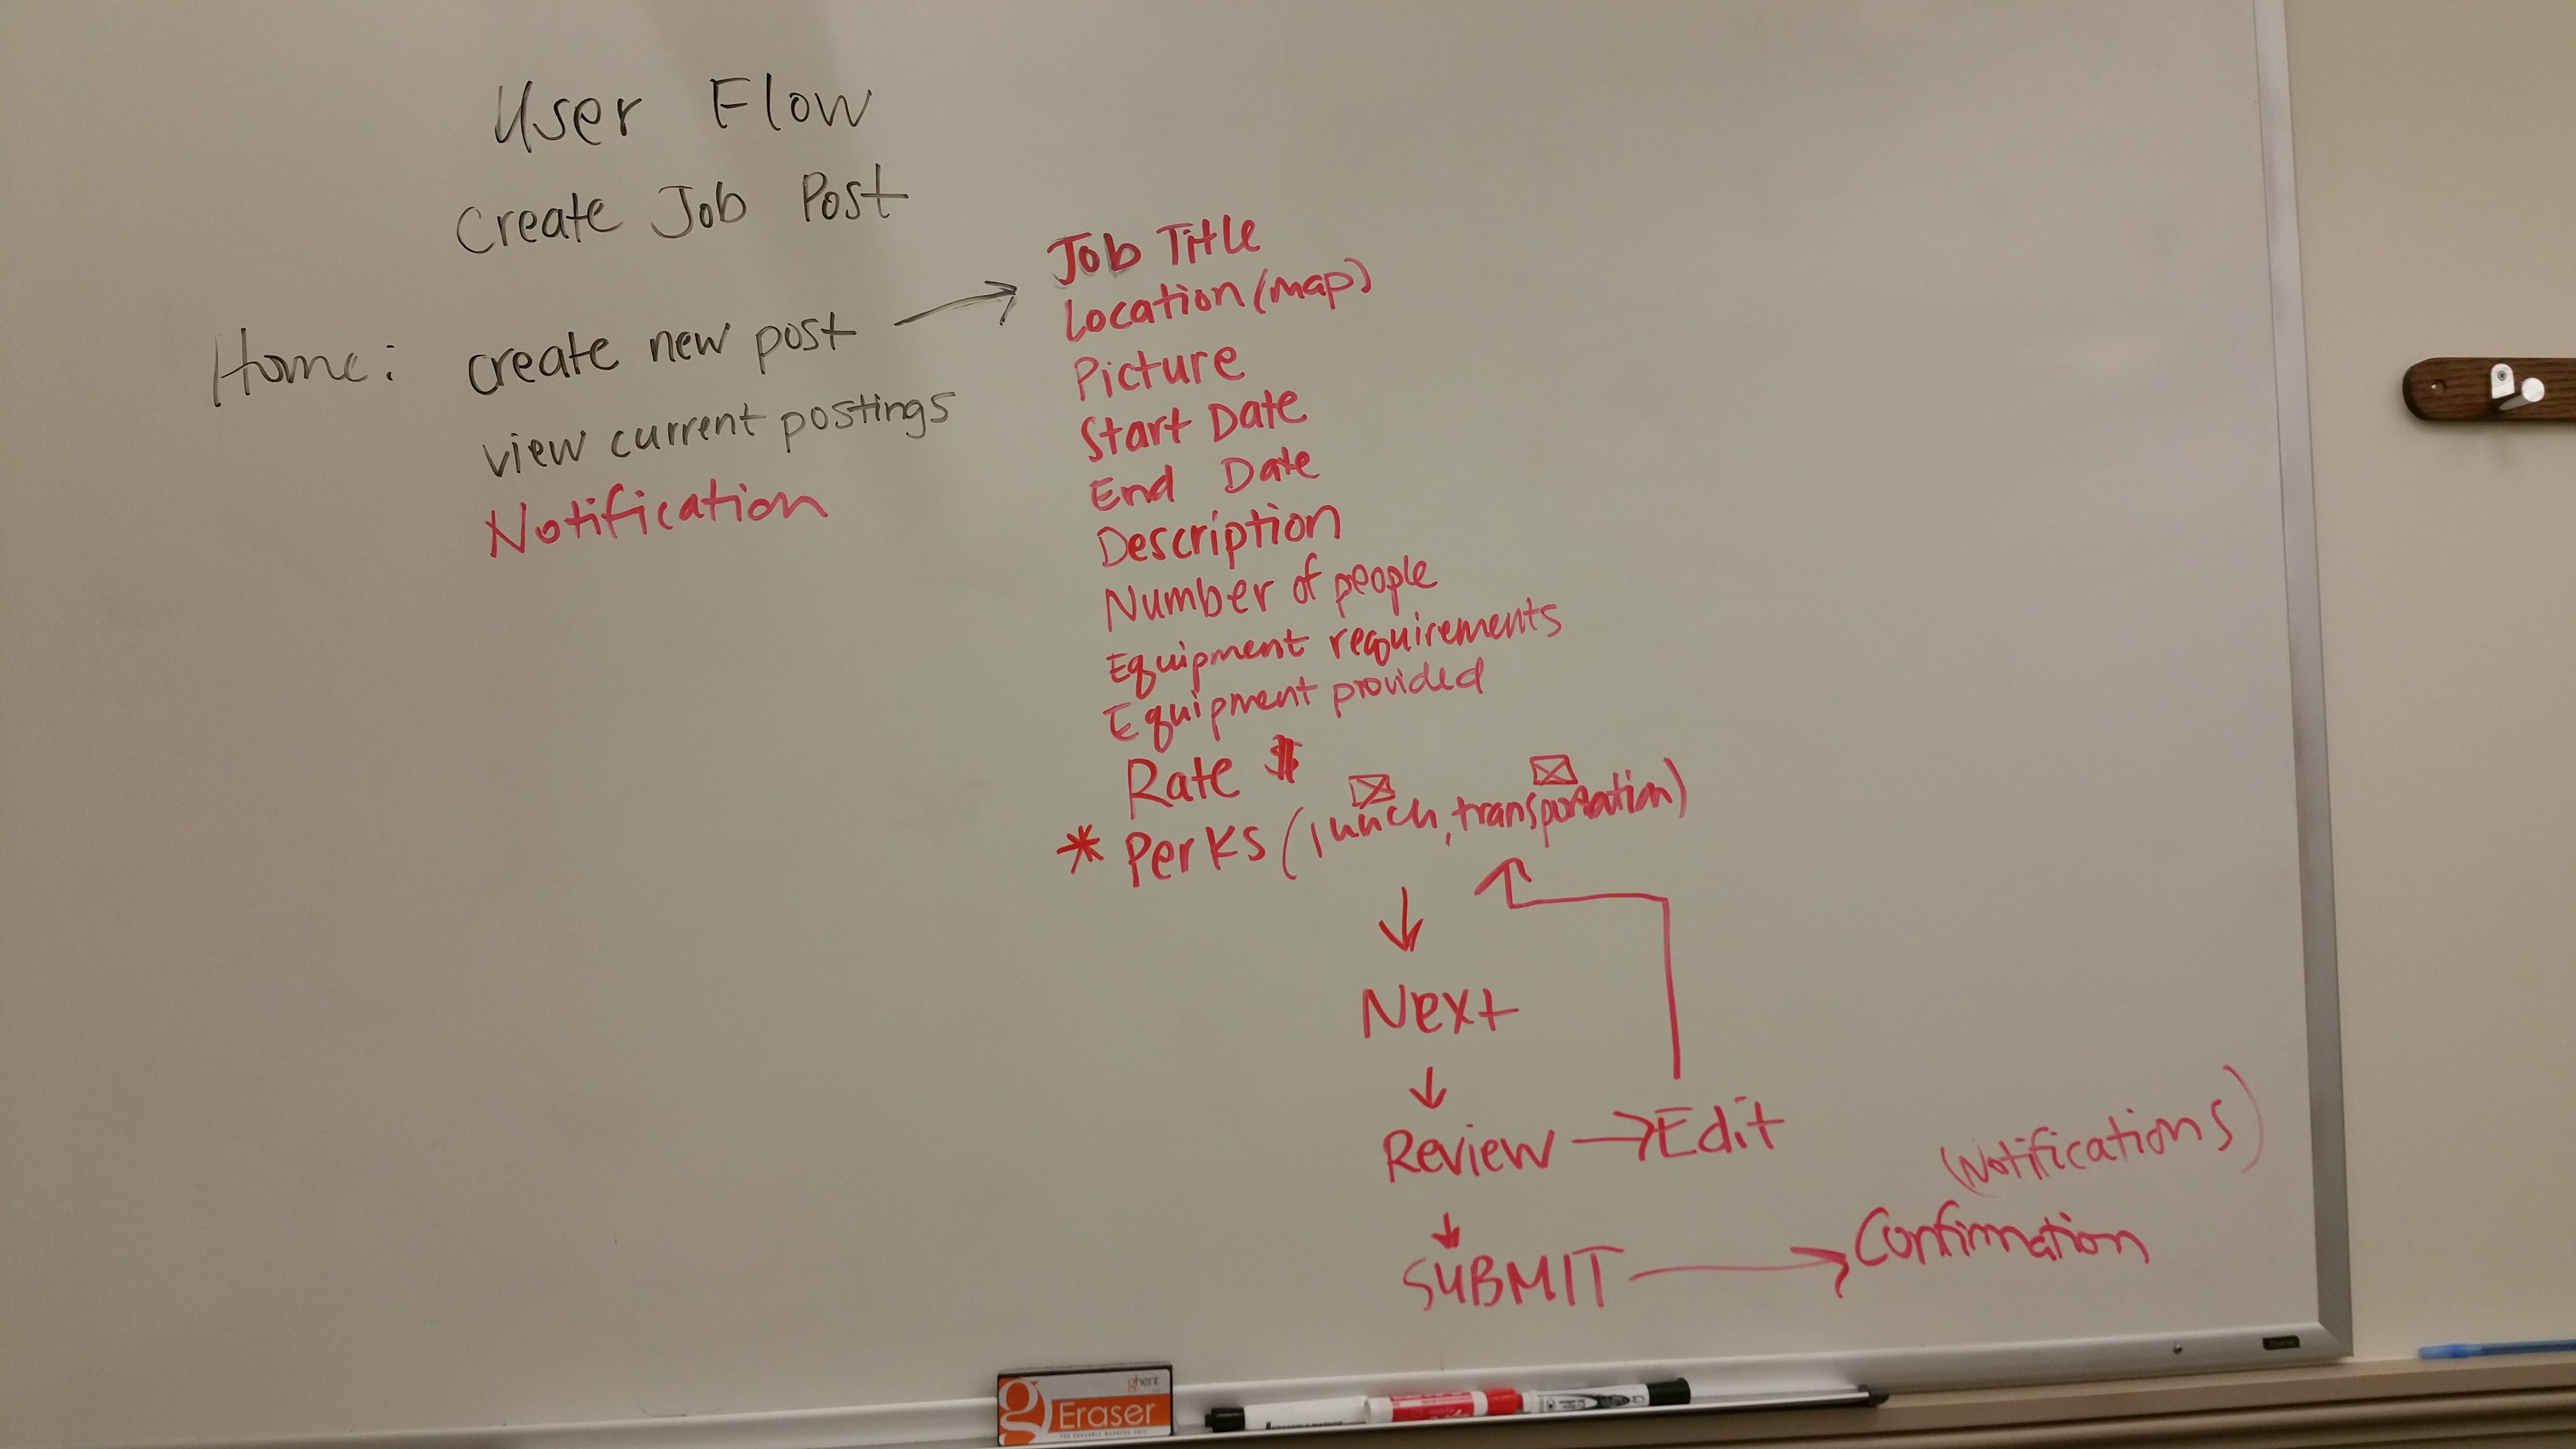 User Flow
Create Job Post
Home: create new post
view current postings
Notification
Job Title
Location (map)
Picture
Start Date
End Date
Description
Number of people
Equipment requirements
Equipment provided
Rate $
* Perks (lunch, transportation)
Next
Review → Edit
SUBMIT → Confirmation
(Notifications)
ghent
g Eraser